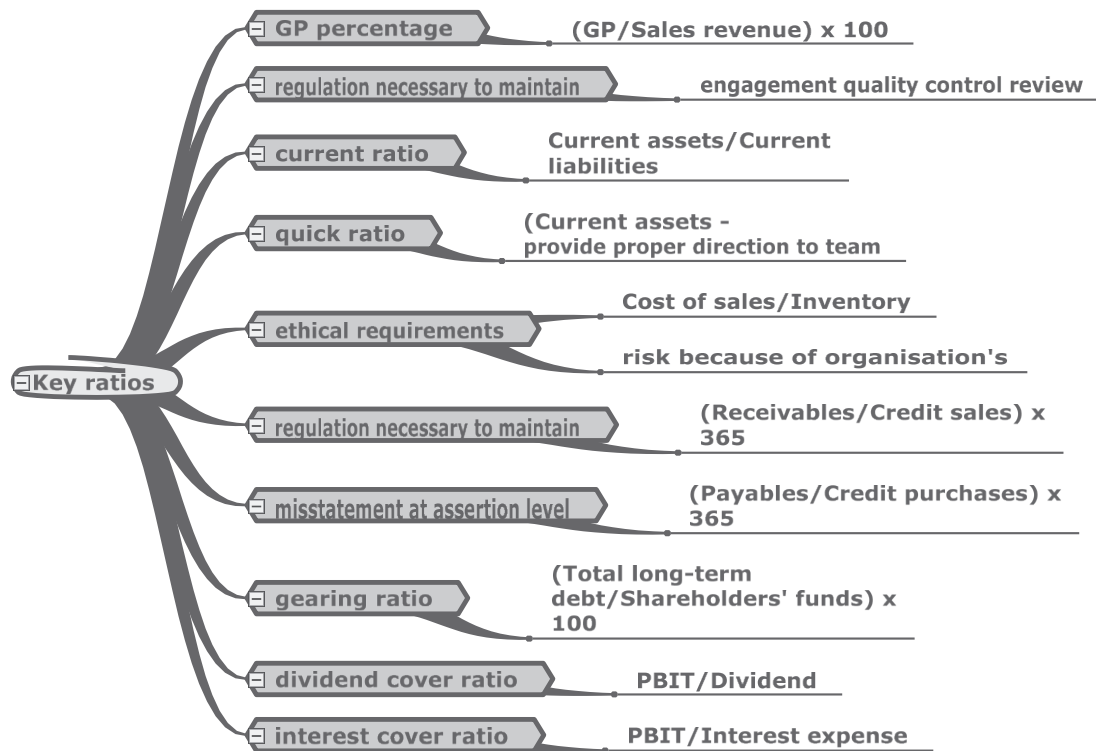 GP percentage
(GP/Sales revenue) x 100
regulation necessary to maintain
engagement quality control review
current ratio
Current assets/Current
liabilities
quick ratio
(Current assets -
provide proper direction to team
ethical requirements
Cost of sales/Inventory
risk because of organisation's
Key ratios
regulation necessary to maintain
(Receivables/Credit sales) x
365
misstatement at assertion level
(Payables/Credit purchases) x
365
gearing ratio
(Total long-term
debt/Shareholders' funds) x
100
dividend cover ratio
PBIT/Dividend
interest cover ratio
PBIT/Interest expense